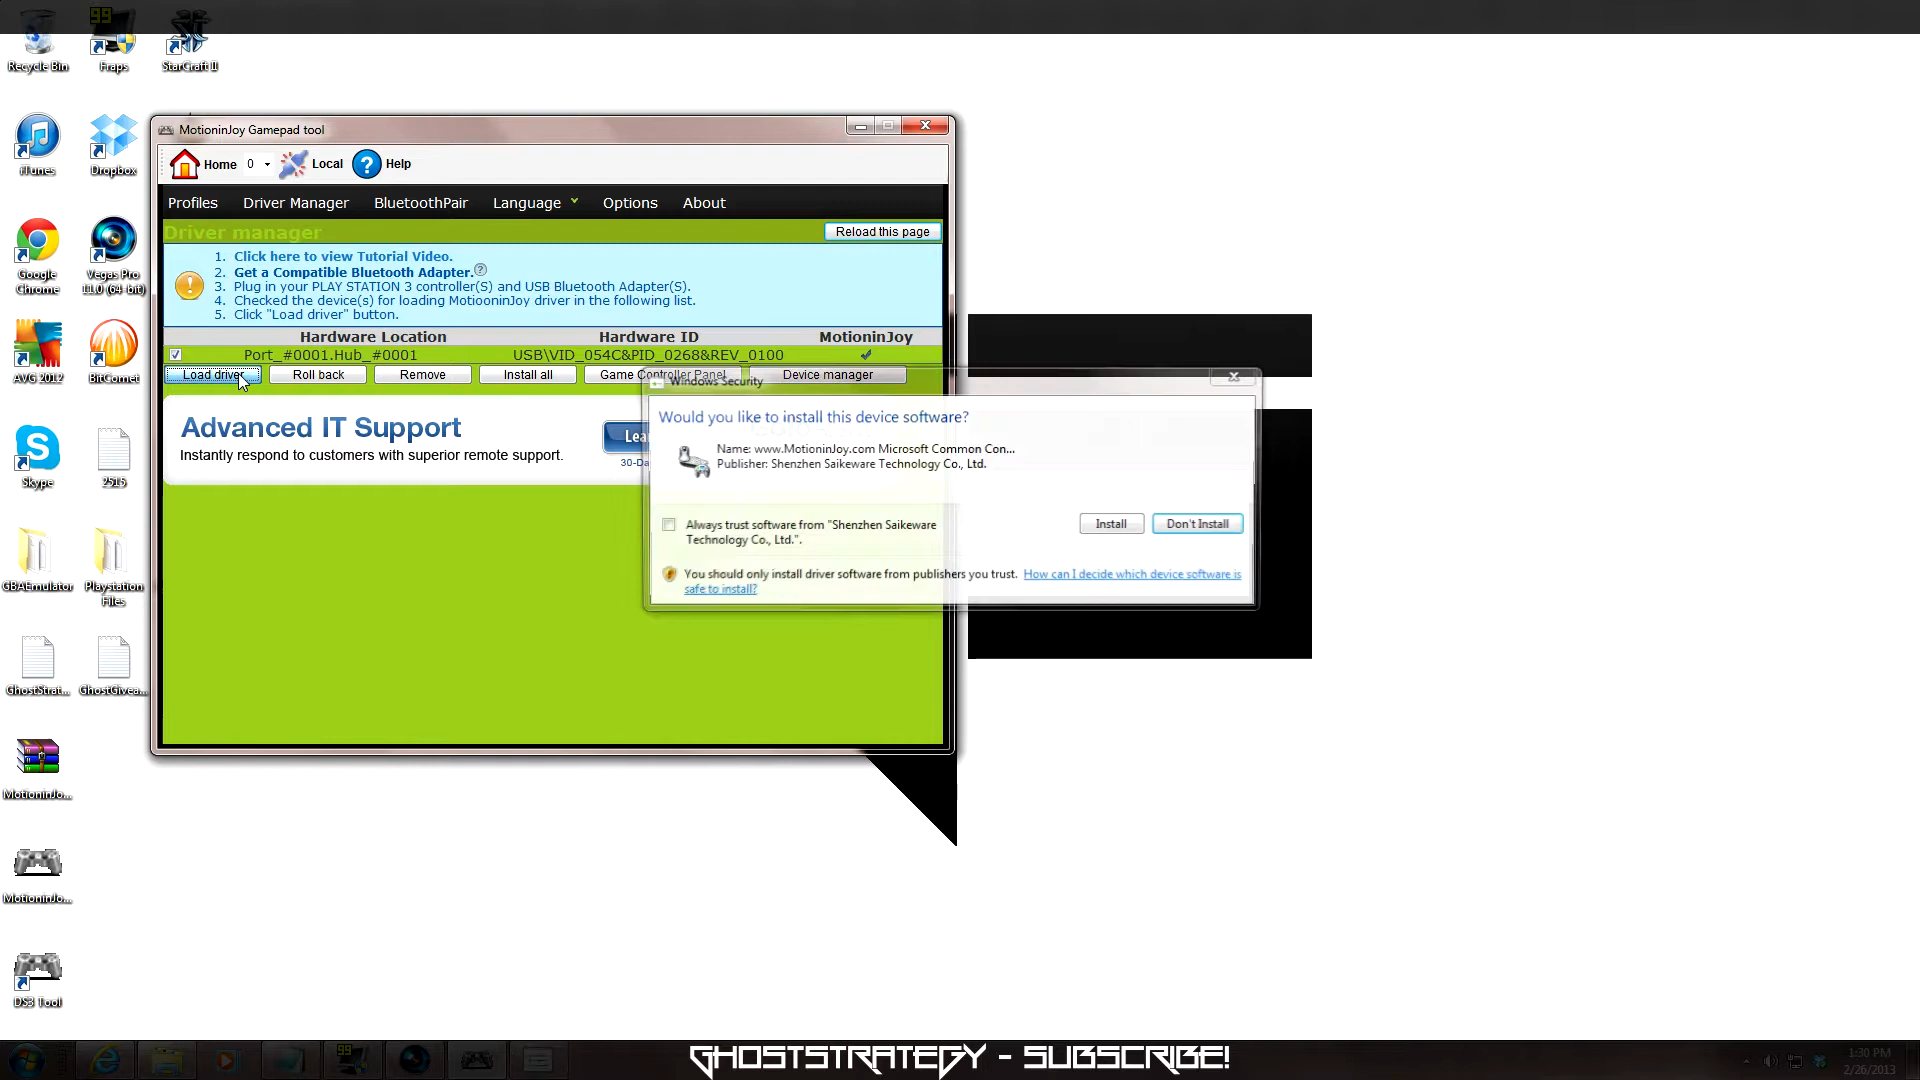 99
99
Recycle Bin
Fraps
StarCraft II
iTunes
Dropbox
Google Chrome
Vegas Pro 11.0 (64-bit)
AVG 2012
BitComet
Skype
2515
GBAEmulator
Playstation Files
GhostStrat...
GhostGivea...
MotioninJo...
MotioninJo...
DS3 Tool
MotioninJoy Gamepad tool
Home 0 Local ? Help
Profiles Driver Manager BluetoothPair Language Options About
Driver manager Reload this page
1. Click here to view Tutorial Video.
2. Get a Compatible Bluetooth Adapter.
3. Plug in your PLAY STATION 3 controller(S) and USB Bluetooth Adapter(S).
4. Checked the device(s) for loading MotiooninJoy driver in the following list.
5. Click "Load driver" button.
Hardware Location Hardware ID MotioninJoy
Port_#0001.Hub_#0001 USB\VID_054C&PID_0268&REV_0100
Load driver Roll back Remove Install all Game Controller Panel Device manager
Advanced IT Support
Instantly respond to customers with superior remote support.
Windows Security
Would you like to install this device software?
Name: www.MotioninJoy.com Microsoft Common Con...
Publisher: Shenzhen Saikeware Technology Co., Ltd.
Always trust software from "Shenzhen Saikeware
Technology Co., Ltd.".
Install Don't Install
You should only install driver software from publishers you trust. How can I decide which device software is
safe to install?
GHOSTSTRATEGY - SUBSCRIBE!
1:30 PM
2/26/2013